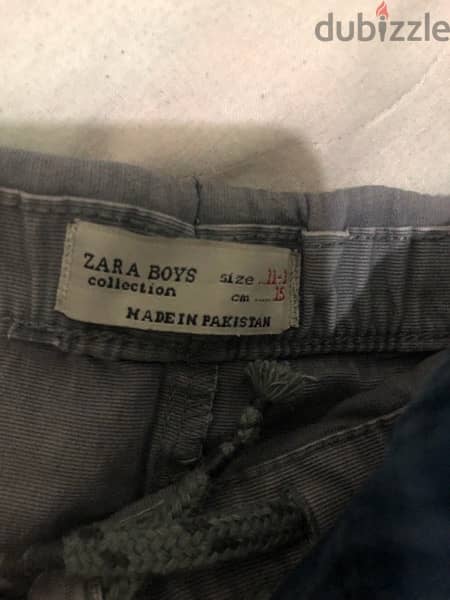 dubizzle
ZARA BOYS size
collection cm
MADE IN PAKISTAN